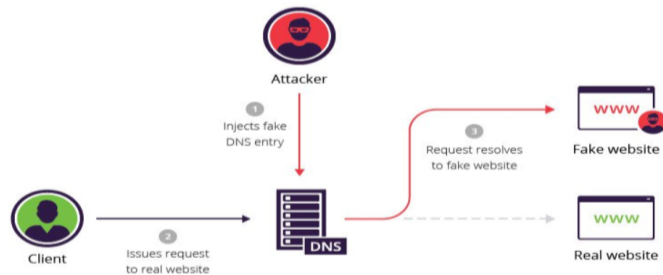 Attacker
1
Injects fake
DNS entry
3
Request resolves
to fake website
www
Fake website
Client
2
Issues request
to real website
DNS
www
Real website